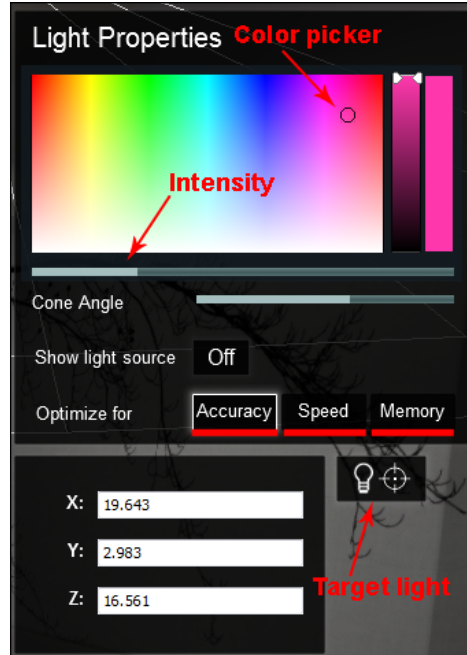 Light Properties Color picker
Intensity
Cone Angle
Show light source Off
Optimize for Accuracy Speed Memory
X: 19.643
Y: 2.983
Z: 16.561
Target light